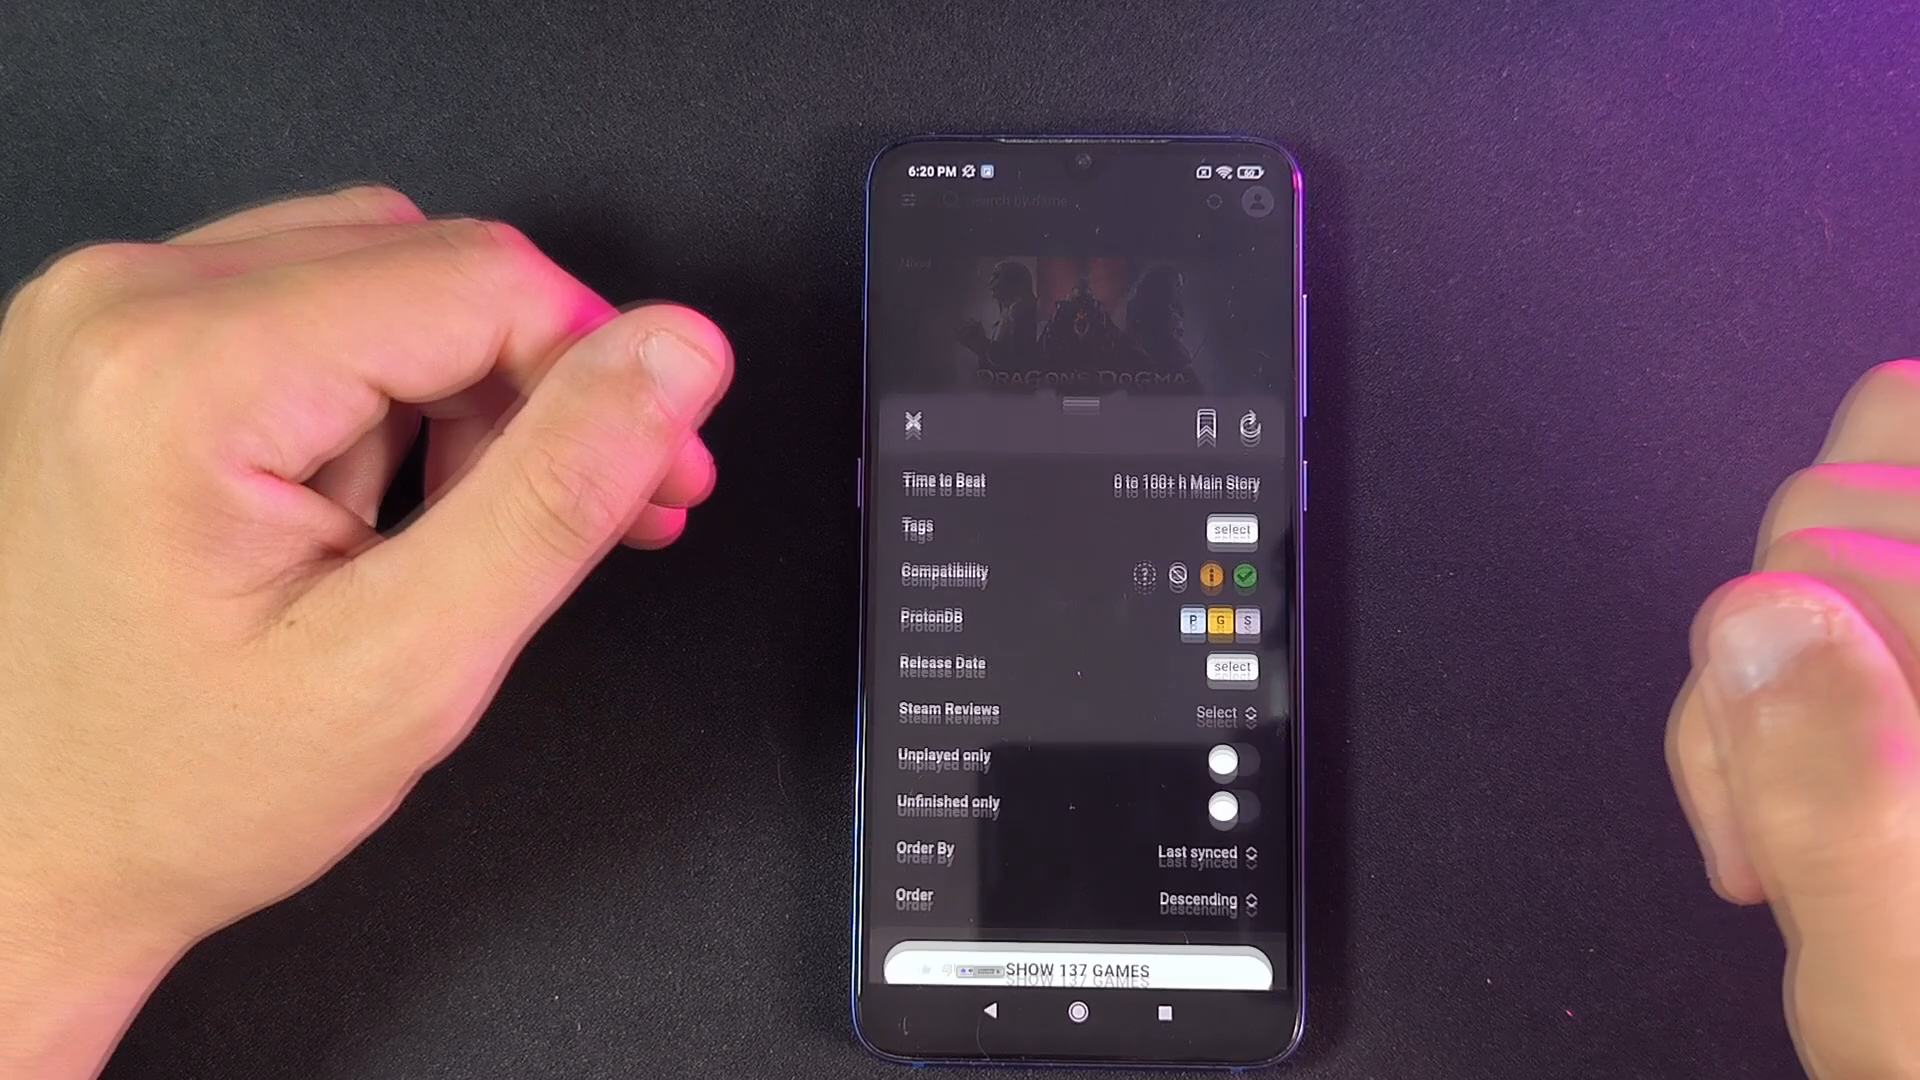 6:20 PM
60
Search by name
Mixed
DRAGON'S DOGMA
Time to Beat 0 to 100+ h Main Story
Tags select
Compatibility
ProtonDB P G S
Release Date select
Steam Reviews Select
Unplayed only
Unfinished only
Order By Last synced
Order Descending
SHOW 137 GAMES